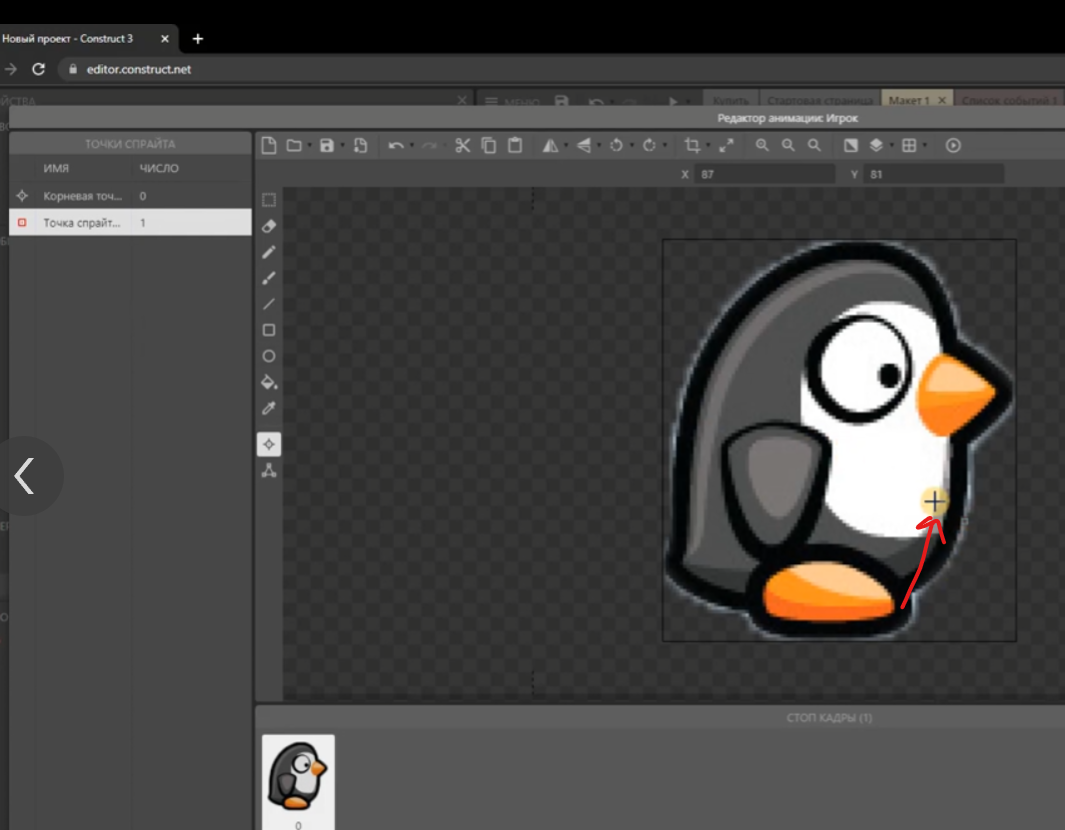 Новый проект - Construct 3
editor.construct.net
МЕНЮ Купить Стартовая страница Макет 1 Список событий 1
Редактор анимации: Игрок
ТОЧКИ СПРАЙТА
ИМЯ ЧИСЛО
X 87 Y 81
Корневая точ... 0
Точка спрайт... 1
СТОП КАДРЫ (1)
0